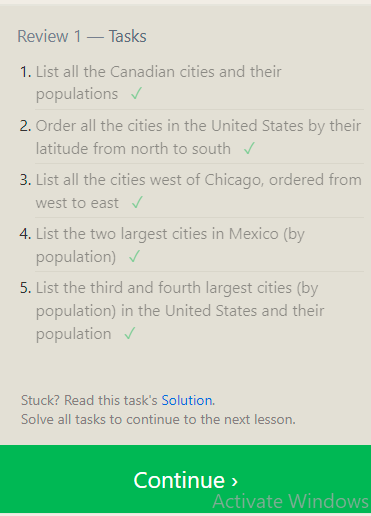 Review 1 — Tasks
1. List all the Canadian cities and their
populations ✓
2. Order all the cities in the United States by their
latitude from north to south ✓
3. List all the cities west of Chicago, ordered from
west to east ✓
4. List the two largest cities in Mexico (by
population) ✓
5. List the third and fourth largest cities (by
population) in the United States and their
population ✓
Stuck? Read this task's Solution.
Solve all tasks to continue to the next lesson.
Continue ›
Activate Windows